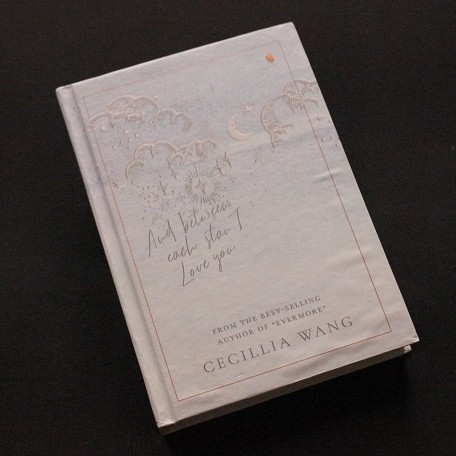 And between
each star I
Love you
FROM THE BEST-SELLING
AUTHOR OF "EVERMORE"
CECILLIA WANG